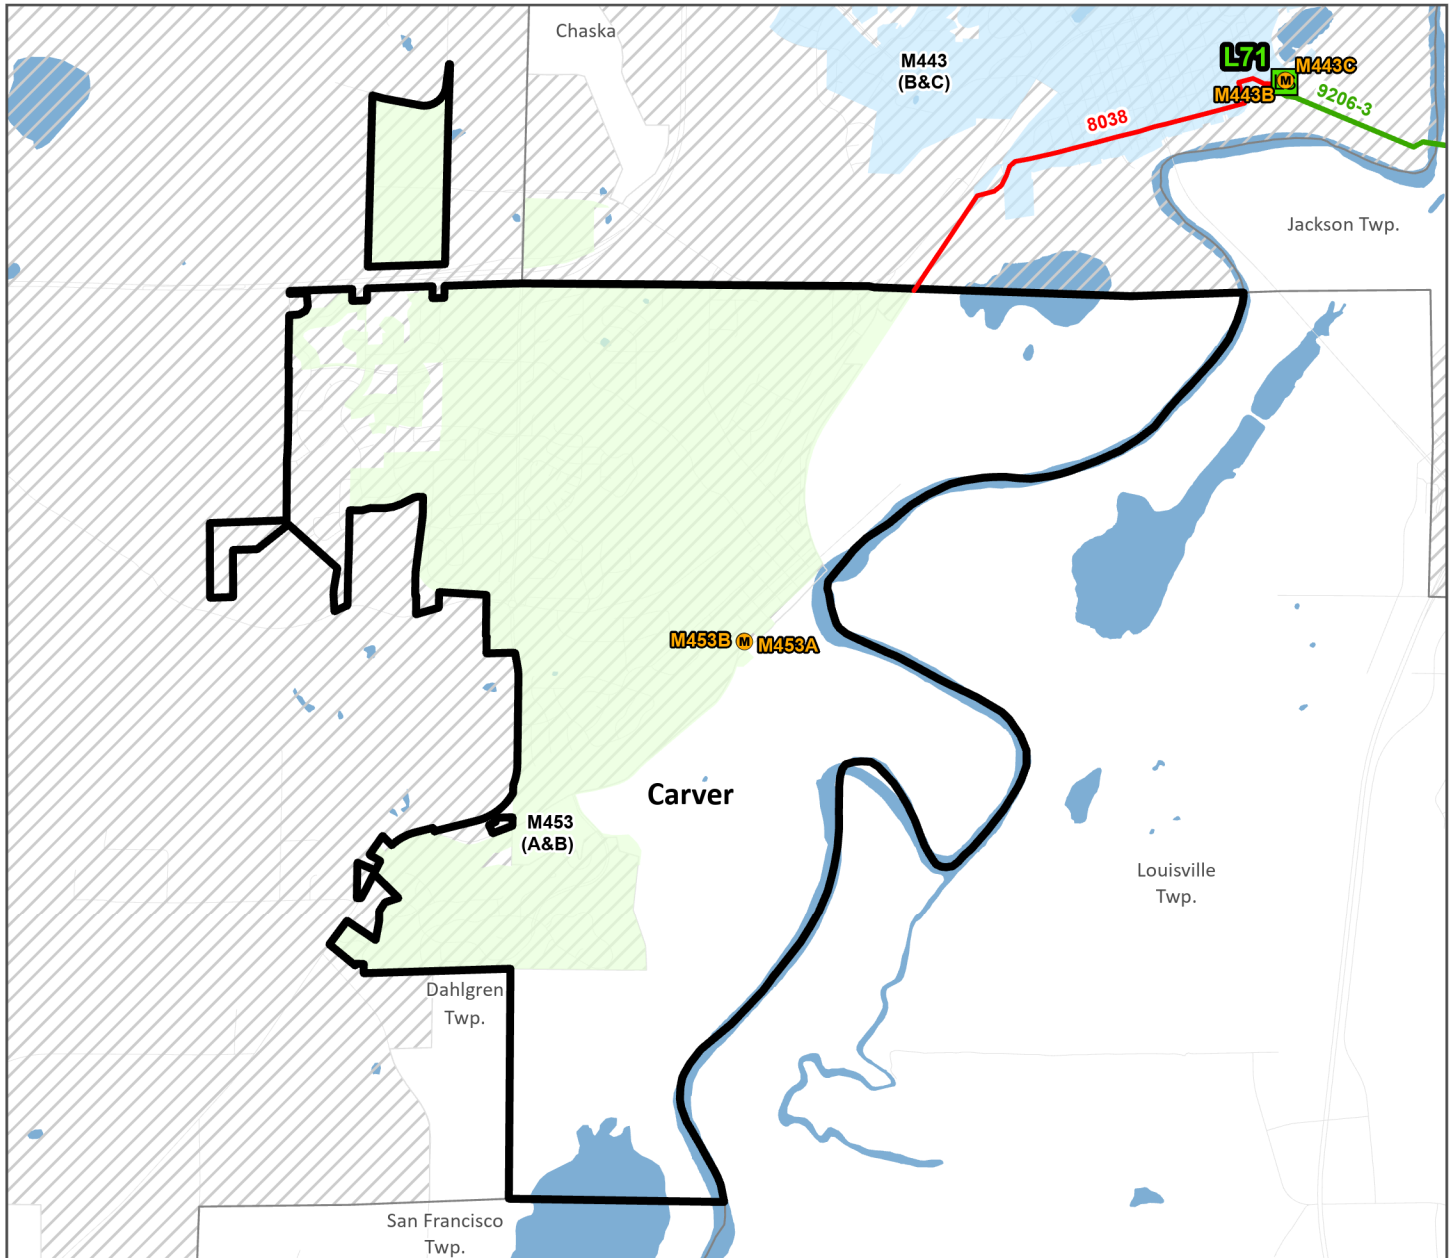 Chaska
M443
(B&C)
L71
M443C
M443B
9206-3
8038
Jackson Twp.
M453B
M
M453A
M
Carver
M453
(A&B)
Louisville
Twp.
Dahlgren
Twp.
San Francisco
Twp.